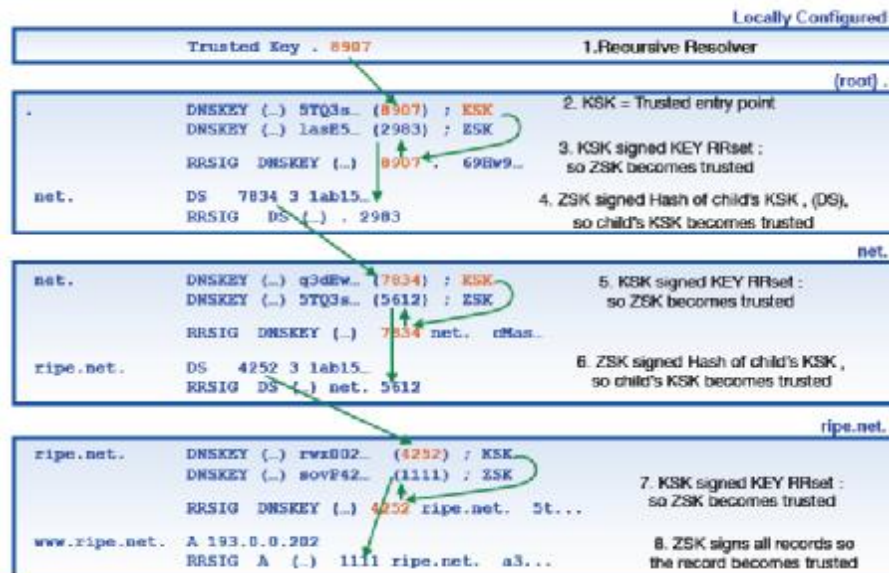 Locally Configured
Trusted Key . 8907 1.Recursive Resolver
(root) .
. DNSKEY (…) 5TQ3s… (8907) ; KSK 2. KSK = Trusted entry point
DNSKEY (…) lasE5… (2983) ; ZSK
3. KSK signed KEY RRset :
RRSIG DNSKEY (…) 8907 . 69Hw9…
so ZSK becomes trusted
net. DS 7834 3 1ab15…
4. ZSK signed Hash of child's KSK , (DS),
RRSIG DS (…) . 2983
so child's KSK becomes trusted
net.
net. DNSKEY (…) q3dEw… (7834) ; KSK
5. KSK signed KEY RRset :
DNSKEY (…) 5TQ3s… (5612) ; ZSK
so ZSK becomes trusted
RRSIG DNSKEY (…) 7834 net. cMas…
6. ZSK signed Hash of child's KSK ,
ripe.net. DS 4252 3 1ab15…
so child's KSK becomes trusted
RRSIG DS (…) net. 5612
ripe.net.
ripe.net. DNSKEY (…) rwx002… (4252) ; KSK
DNSKEY (…) sovP42… (1111) ; ZSK
7. KSK signed KEY RRset :
so ZSK becomes trusted
RRSIG DNSKEY (…) 4252 ripe.net. 5t...
www.ripe.net. A 193.0.0.202
8. ZSK signs all records so
RRSIG A (…) 1111 ripe.net. a3...
the record becomes trusted